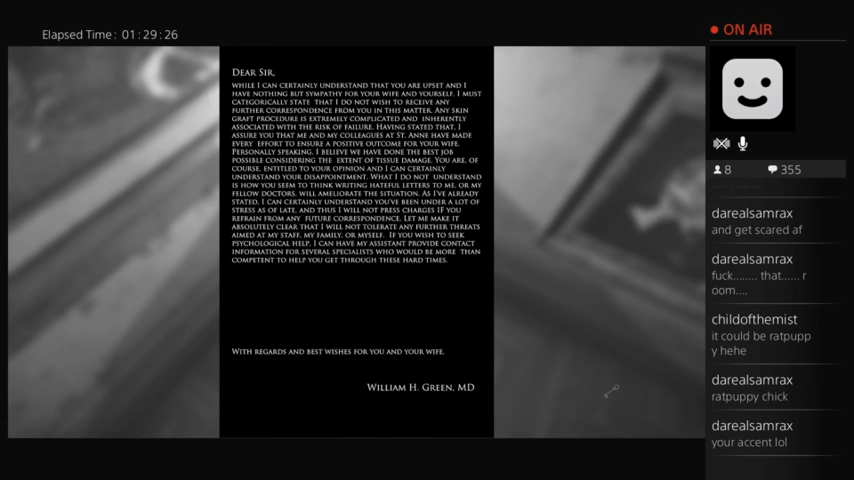 Elapsed Time: 01:29:26
Dear Sir,
while I can certainly understand that you are upset and I
have nothing but sympathy for your wife and yourself, I must
categorically state that I do not wish to receive any
further correspondence from you in this matter. Any skin
graft procedure is extremely complicated and inherently
associated with the risk of failure. Having stated that, I
assure you that me and my colleagues at St. Anne have made
every effort to ensure a positive outcome for your wife.
Personally speaking, I believe we have done the best job
possible considering the extent of tissue damage. You are, of
course, entitled to your opinion and I can certainly
understand your disappointment. What I do not understand
is how you seem to think writing hateful letters to me, or my
fellow doctors, will ameliorate the situation. As I've already
stated, I can certainly understand you've been under a lot of
stress as of late, and thus I will not press charges if you
refrain from any future correspondence. Let me make it
absolutely clear that I will not tolerate any further threats
aimed at my staff, my family, or myself. If you wish to seek
psychological help, I can have my assistant provide contact
information for several specialists who would be more than
competent to help you get through these hard times.
With regards and best wishes for you and your wife,
William H. Green, MD
ON AIR
8
355
darealsamrax
and get scared af
darealsamrax
fuck........ that...... r
oom....
childofthemist
it could be ratpupp
y hehe
darealsamrax
ratpuppy chick
darealsamrax
your accent lol